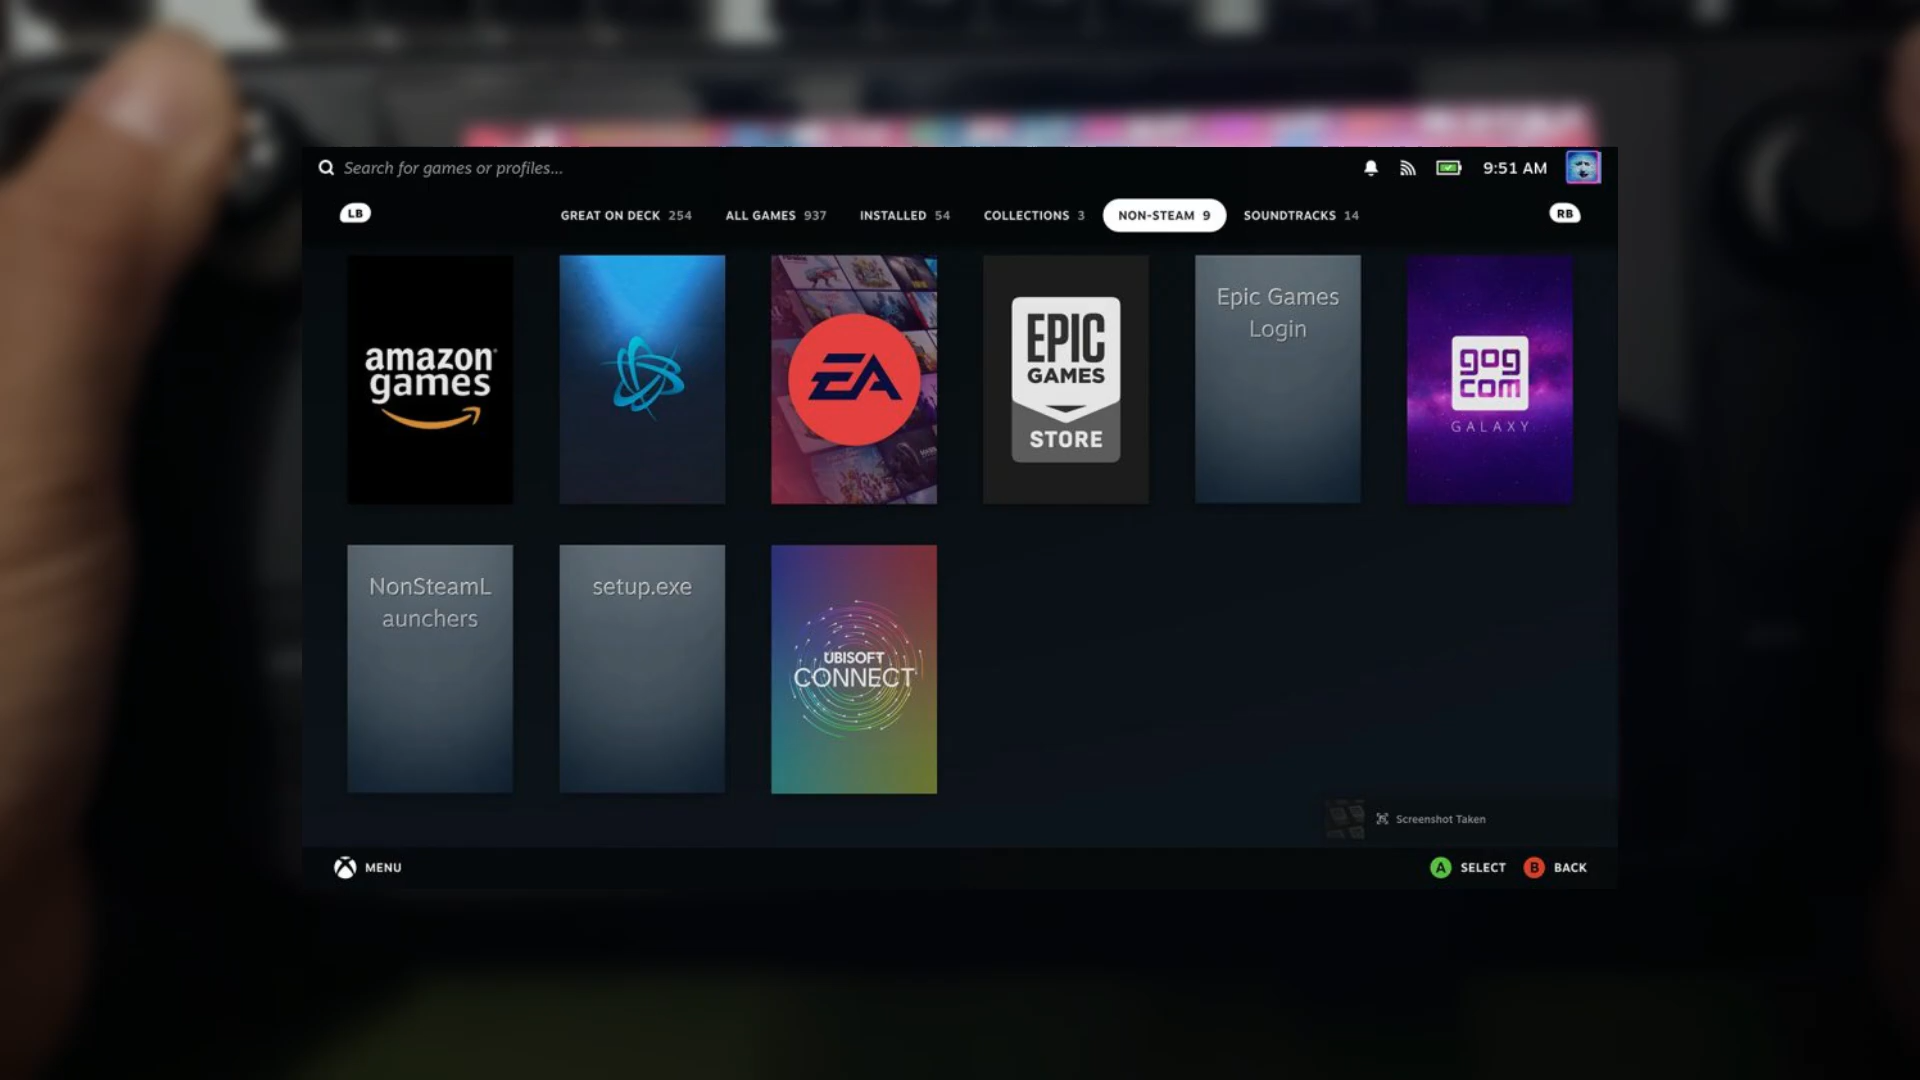 Search for games or profiles...
9:51 AM
LB
GREAT ON DECK 254
ALL GAMES 937
INSTALLED 54
COLLECTIONS 3
NON-STEAM 9
SOUNDTRACKS 14
RB
amazon
games
EA
EPIC
GAMES
STORE
Epic Games
Login
gog
com
GALAXY
NonSteamL
aunchers
setup.exe
UBISOFT
CONNECT
Screenshot Taken
MENU
A SELECT
B BACK